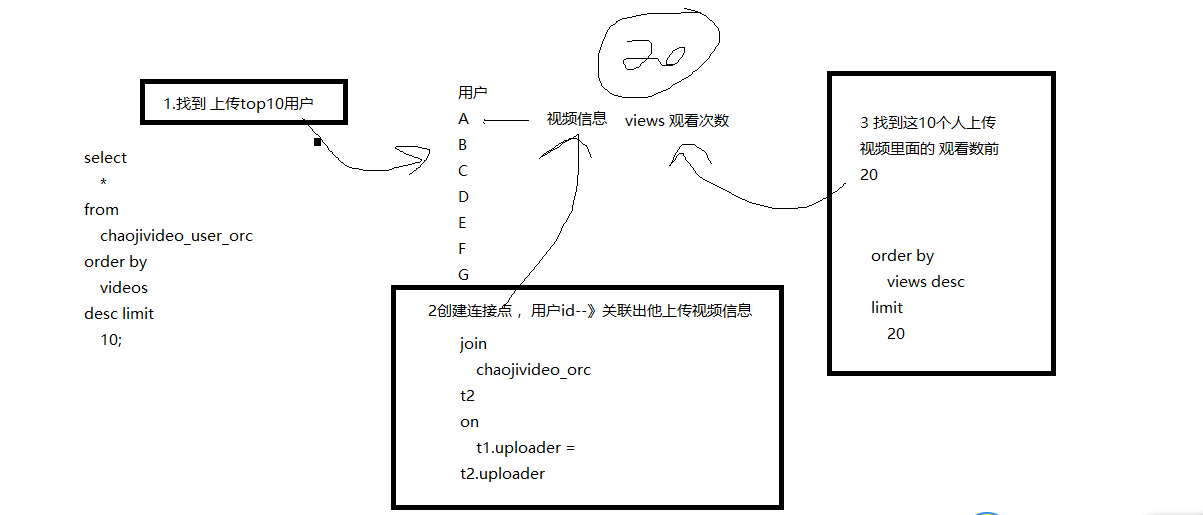 1.找到 上传top10用户
select
*
from
chaojivideo_user_orc
order by
videos
desc limit
10;
用户
A
B
C
D
E
F
G
视频信息
views 观看次数
20
2创建连接点 ，用户id--》关联出他上传视频信息
join
chaojivideo_orc
t2
on
t1.uploader =
t2.uploader
3 找到这10个人上传
视频里面的 观看数前
20
order by
views desc
limit
20